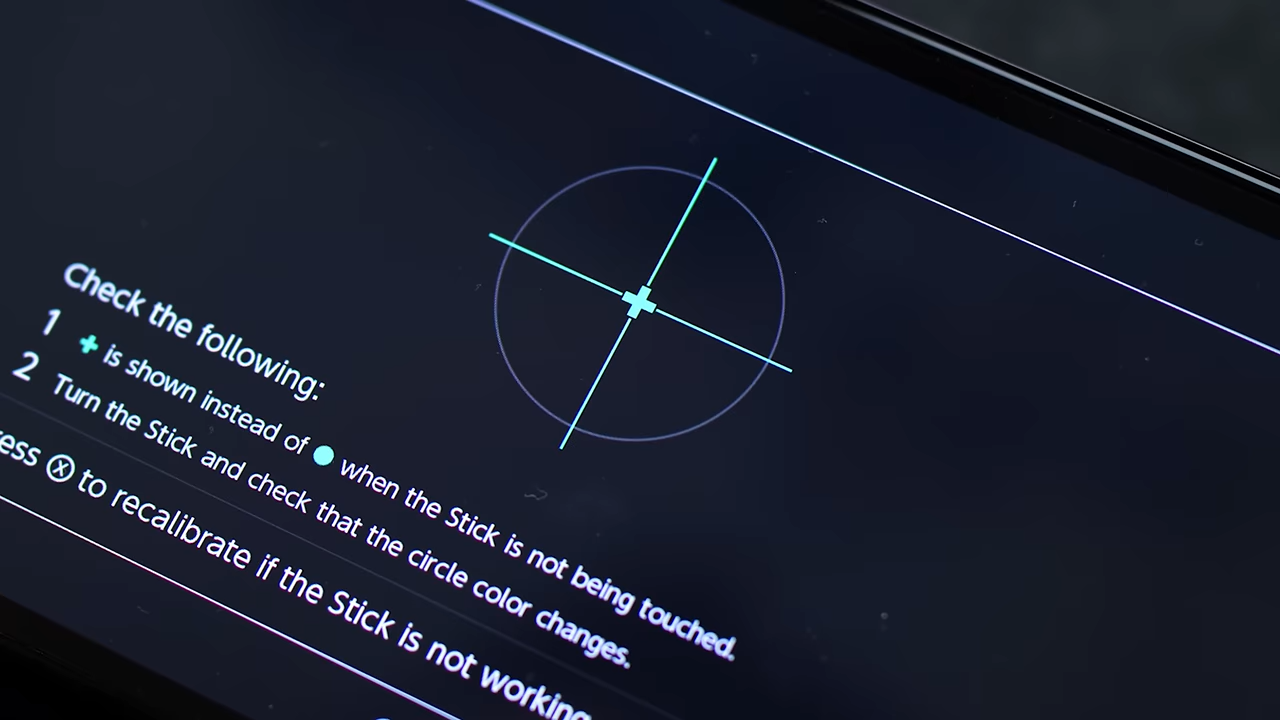 Check the following:
1 + is shown instead of ● when the Stick is not being touched.
2 Turn the Stick and check that the circle color changes.
Ⓧ to recalibrate if the Stick is not working